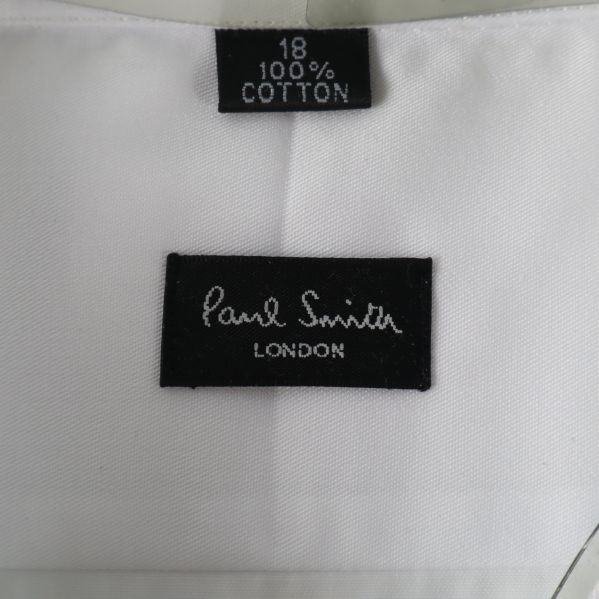 18
100%
COTTON
Paul Smith
LONDON